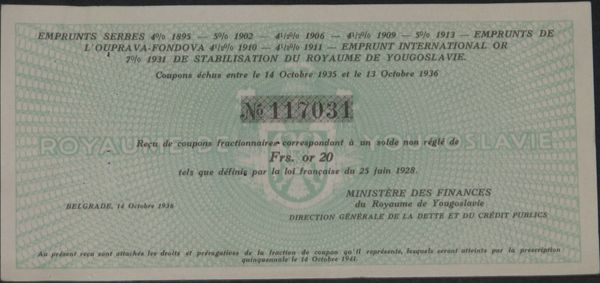 EMPRUNTS SERBES 4% 1895 — 5% 1902 — 4½% 1906 — 4½% 1909 — 5% 1913 — EMPRUNTS DE
L'OUPRAVA-FONDOVA 4½% 1910 — 4½% 1911 — EMPRUNT INTERNATIONAL OR
7% 1931 DE STABILISATION DU ROYAUME DE YOUGOSLAVIE.
Coupons échus entre le 14 Octobre 1935 et le 13 Octobre 1936
№ 117031
ROYAUME DE YOUGOSLAVIE
Reçu de coupons fractionnaires correspondant à un solde non réglé de
Frs. or 20
tels que définis par la loi française du 25 juin 1928.
MINISTÈRE DES FINANCES
du Royaume de Yougoslavie
BELGRADE, 14 Octobre 1936
DIRECTION GÉNÉRALE DE LA DETTE ET DU CRÉDIT PUBLICS
Au présent reçu sont attachés les droits et prérogatives de la fraction de coupon qu'il représente, lesquels seront atteints par la prescription
quinquennale le 14 Octobre 1941.